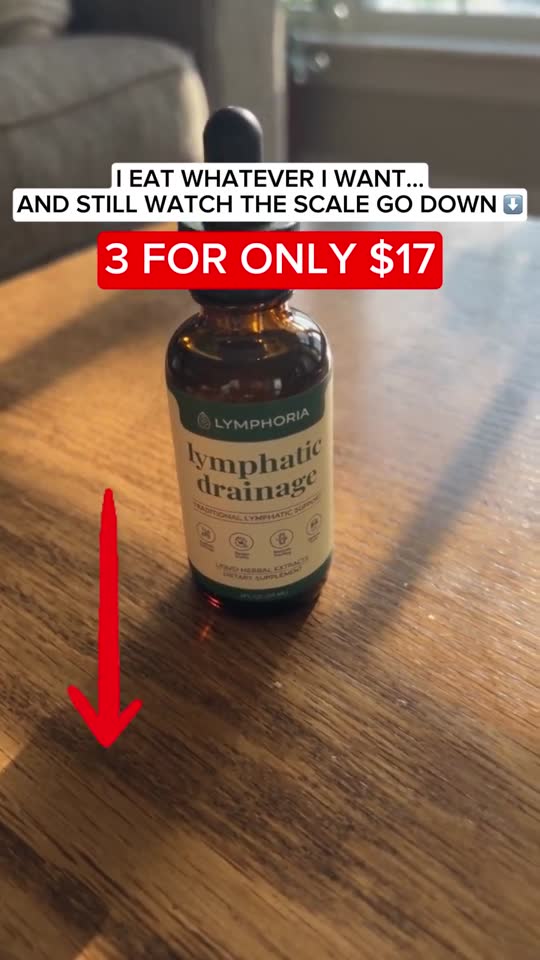 I EAT WHATEVER I WANT...
AND STILL WATCH THE SCALE GO DOWN ⬇️
3 FOR ONLY $17
LYMPHORIA
lymphatic
drainage
TRADITIONAL LYMPHATIC SUPPORT
LIQUID HERBAL EXTRACTS
DIETARY SUPPLEMENT